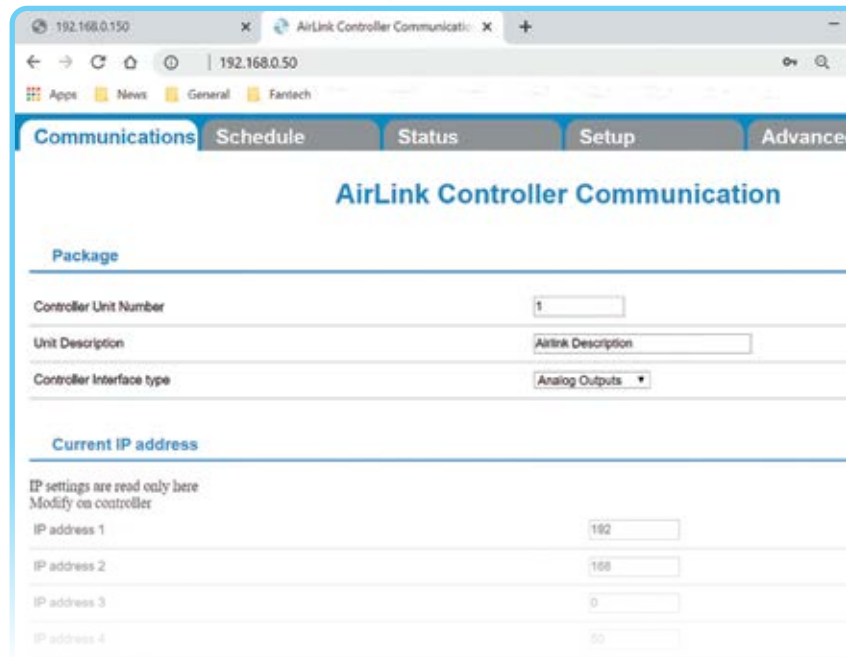 192.168.0.150
AirLink Controller Communicatio
192.168.0.50
Apps News General Fantech
Communications Schedule Status Setup Advance
AirLink Controller Communication
Package
Controller Unit Number 1
Unit Description Airlink Description
Controller Interface type Analog Outputs
Current IP address
IP settings are read only here
Modify on controller
IP address 1 192
IP address 2 168
IP address 3 0
IP address 4 50